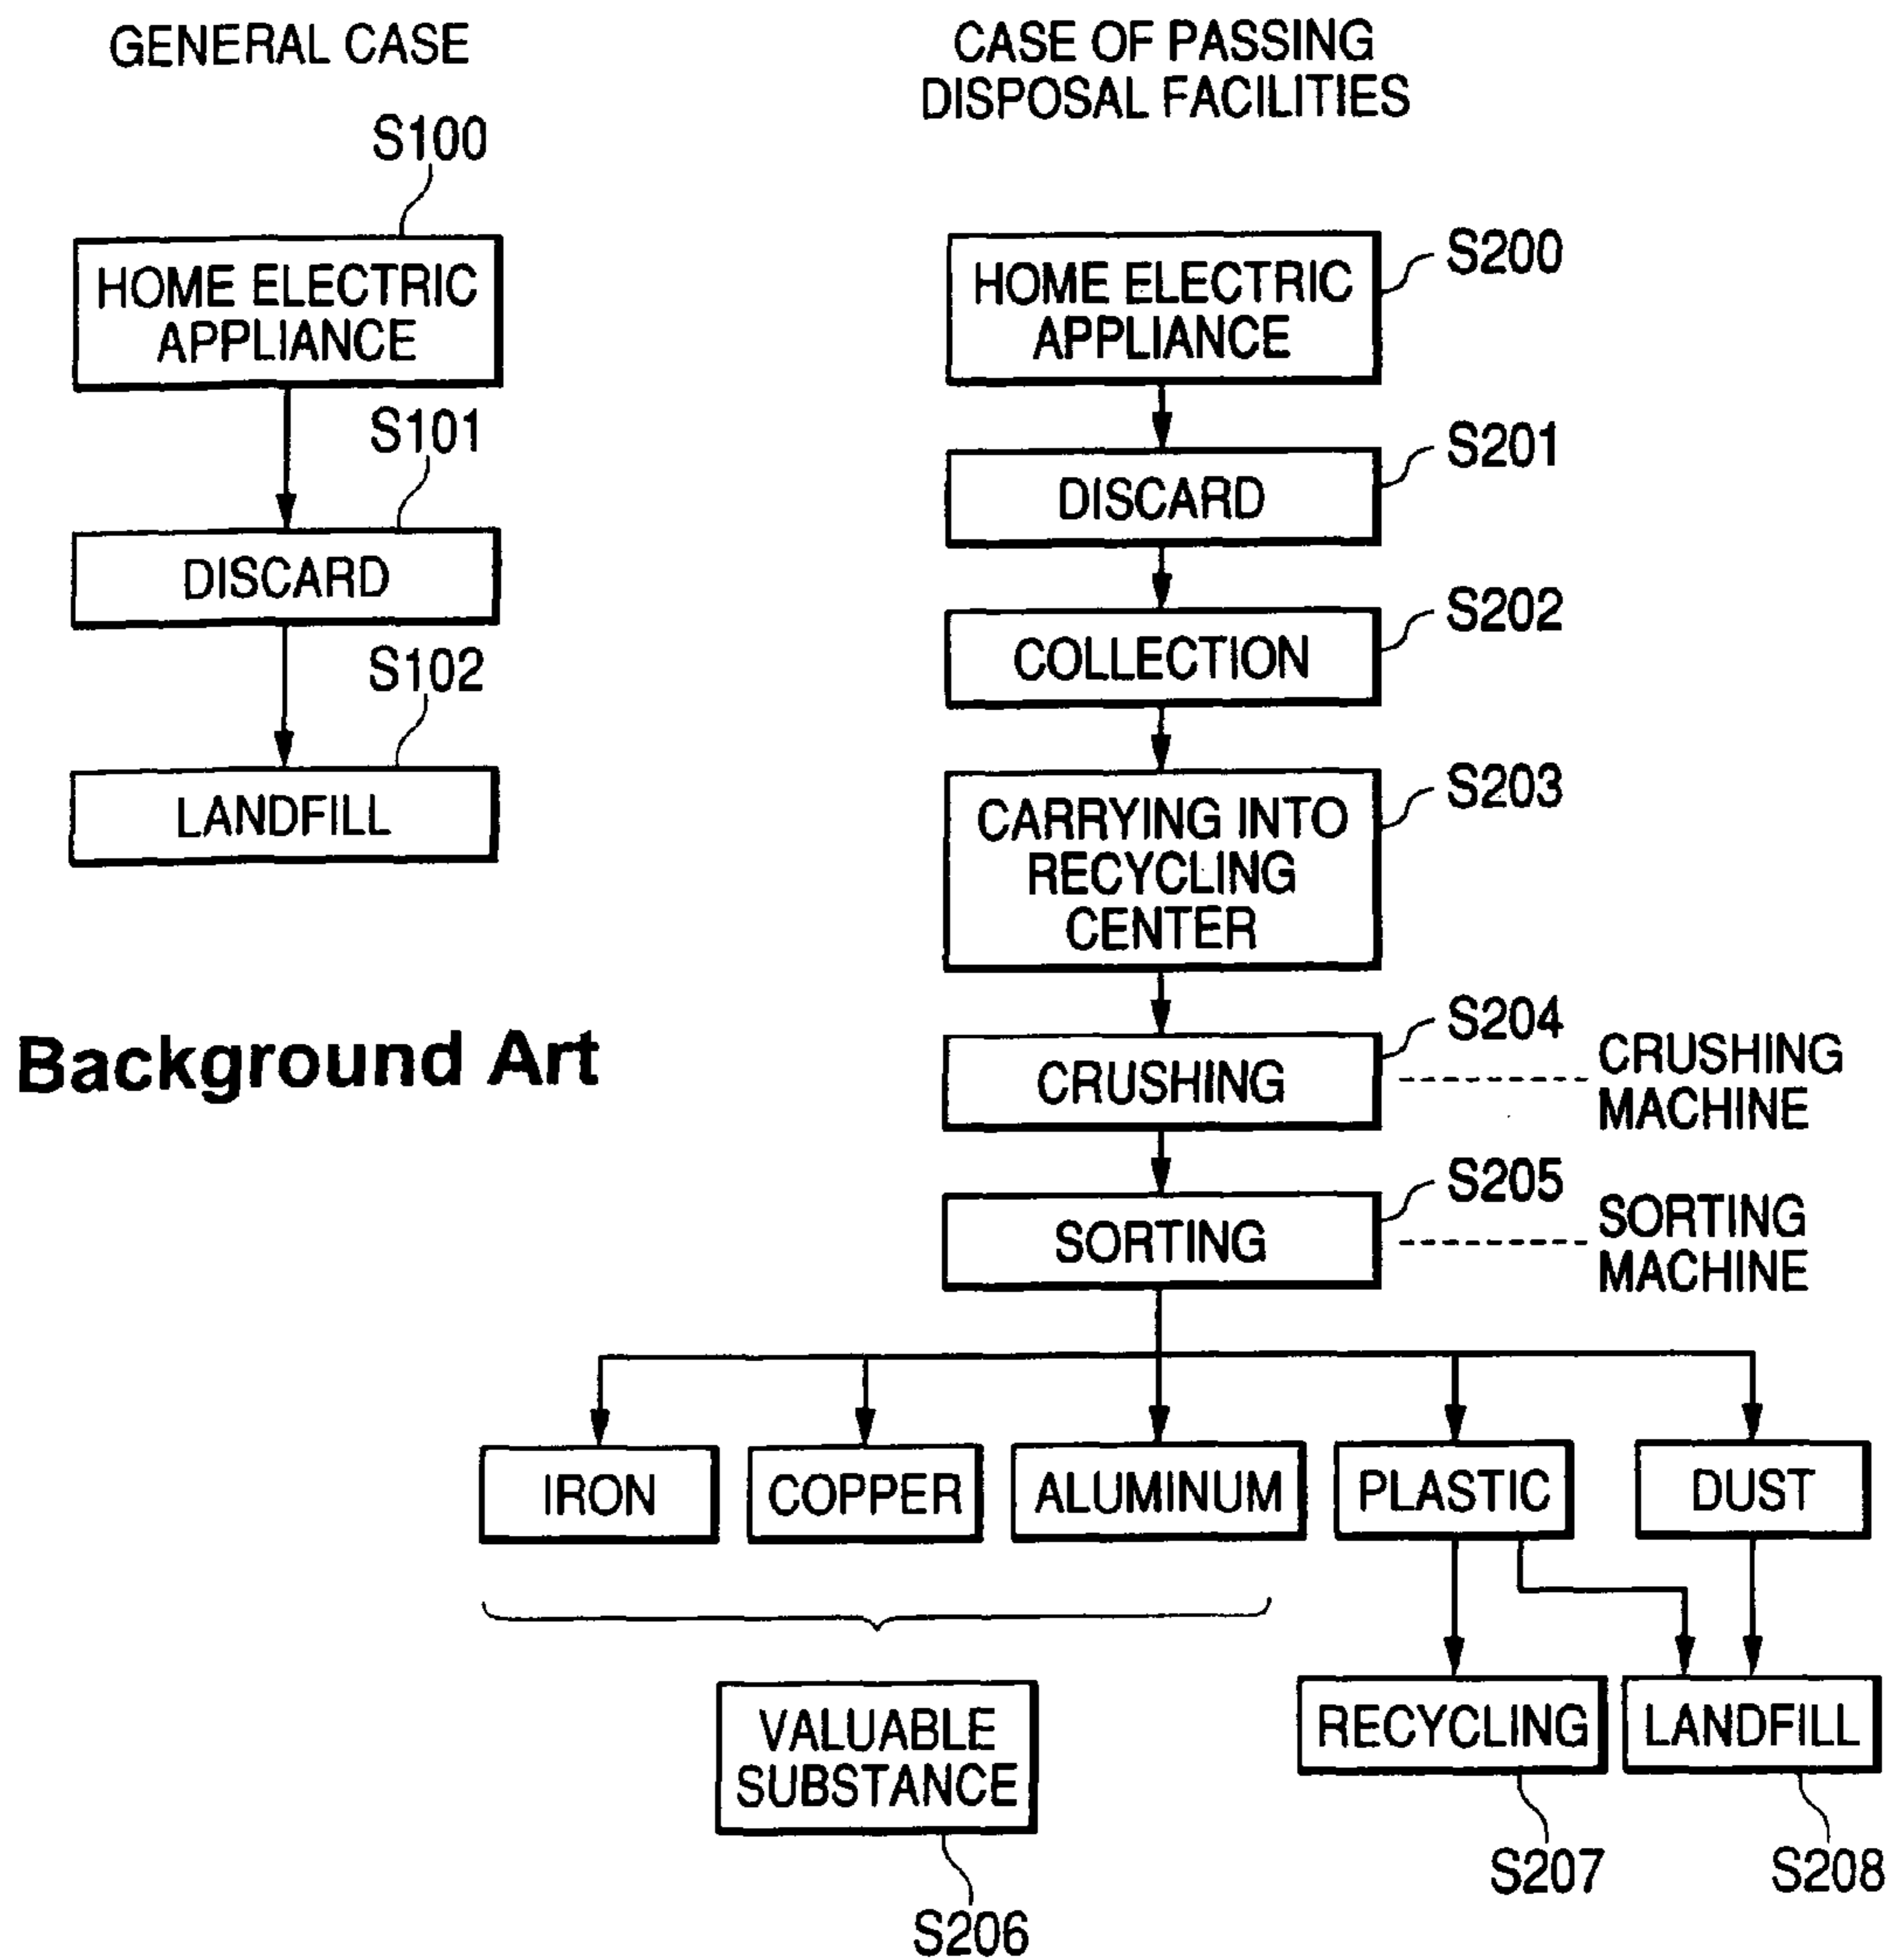 GENERAL CASE
S100
HOME ELECTRIC
APPLIANCE
S101
DISCARD
S102
LANDFILL
Background Art
CASE OF PASSING
DISPOSAL FACILITIES
HOME ELECTRIC
APPLIANCE
S200
DISCARD
S201
COLLECTION
S202
CARRYING INTO
RECYCLING
CENTER
S203
CRUSHING
S204
CRUSHING
MACHINE
SORTING
S205
SORTING
MACHINE
IRON
COPPER
ALUMINUM
PLASTIC
DUST
VALUABLE
SUBSTANCE
S206
RECYCLING
S207
LANDFILL
S208